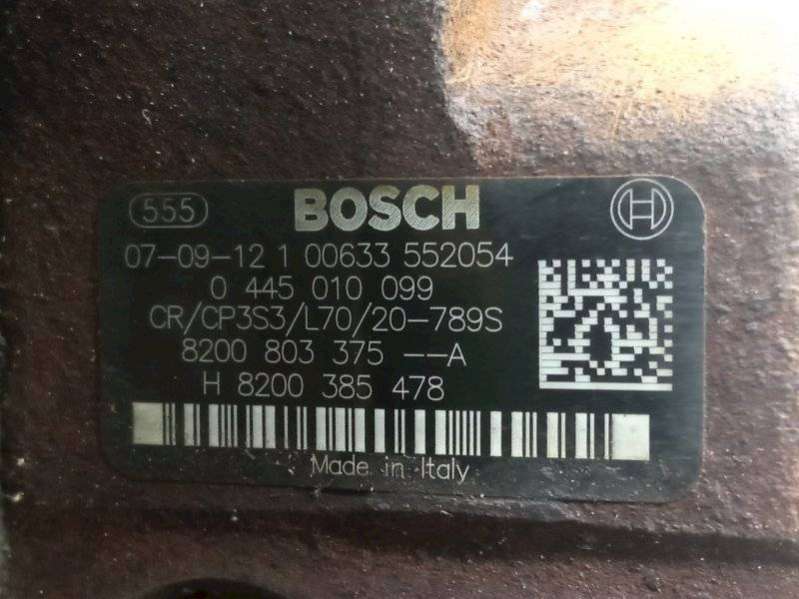 555 BOSCH
07-09-12 1 00633 552054
0 445 010 099
CR/CP3S3/L70/20-789S
8200 803 375 --A
H 8200 385 478
Made in Italy